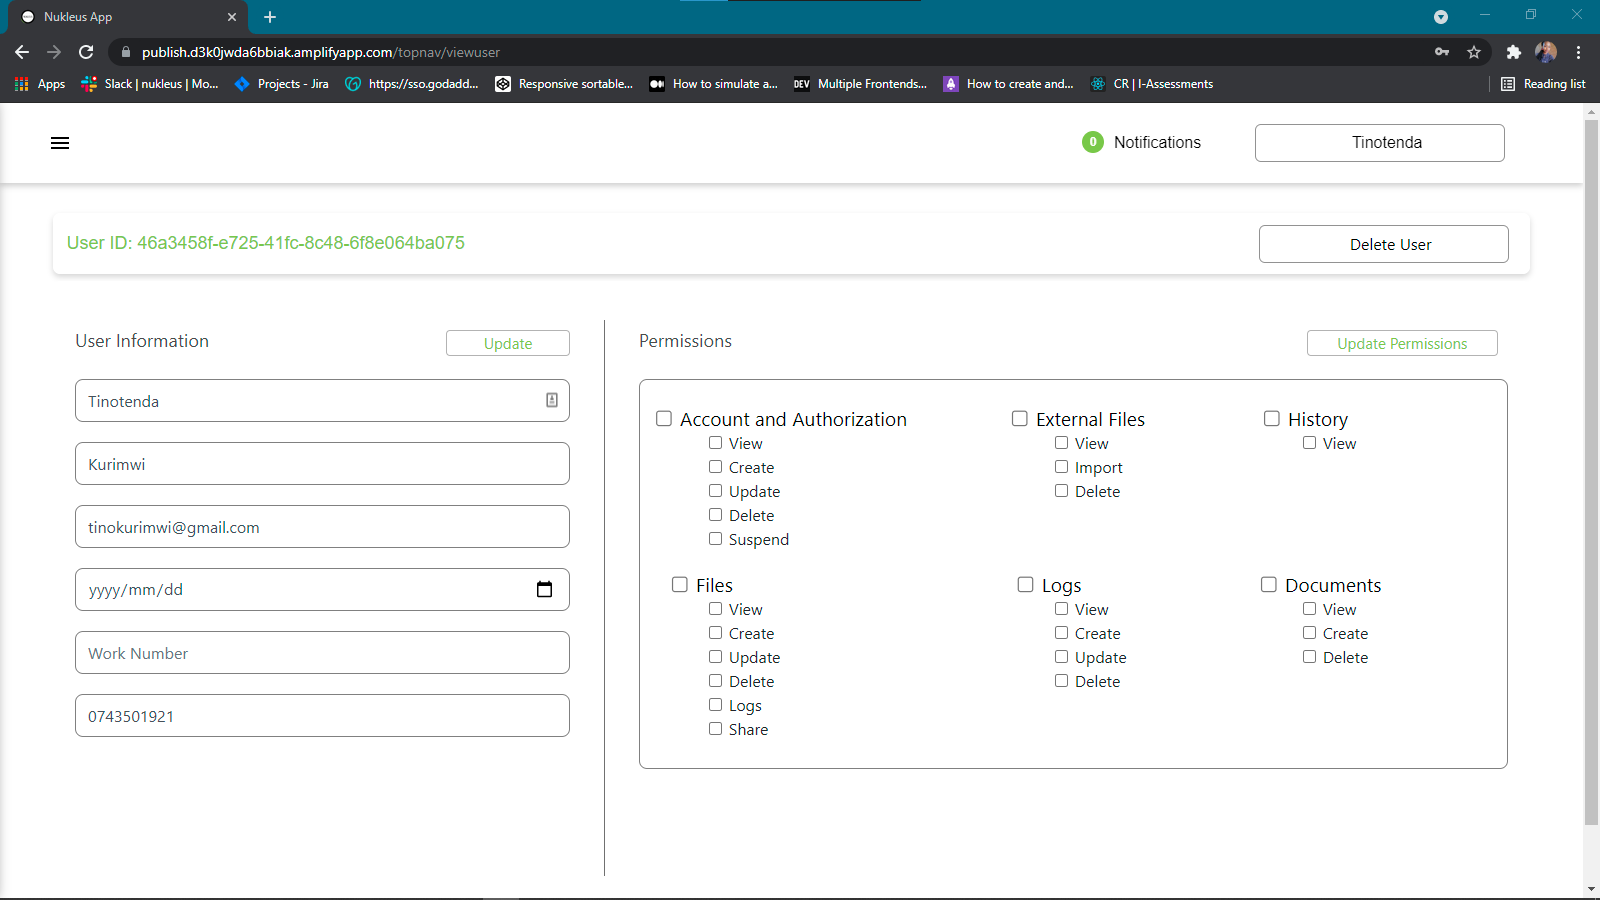 Nukleus App
publish.d3k0jwda6bbiak.amplifyapp.com/topnav/viewuser
Apps
Slack | nukleus | Mo...
Projects - Jira
https://sso.godadd...
Responsive sortable...
How to simulate a...
DEV
Multiple Frontends...
How to create and...
CR | I-Assessments
Reading list
0
Notifications
Tinotenda
User ID: 46a3458f-e725-41fc-8c48-6f8e064ba075
Delete User
User Information
Update
Tinotenda
Kurimwi
tinokurimwi@gmail.com
yyyy/mm/dd
Work Number
0743501921
Permissions
Update Permissions
Account and Authorization
View
Create
Update
Delete
Suspend
External Files
View
Import
Delete
History
View
Files
View
Create
Update
Delete
Logs
Share
Logs
View
Create
Update
Delete
Documents
View
Create
Delete